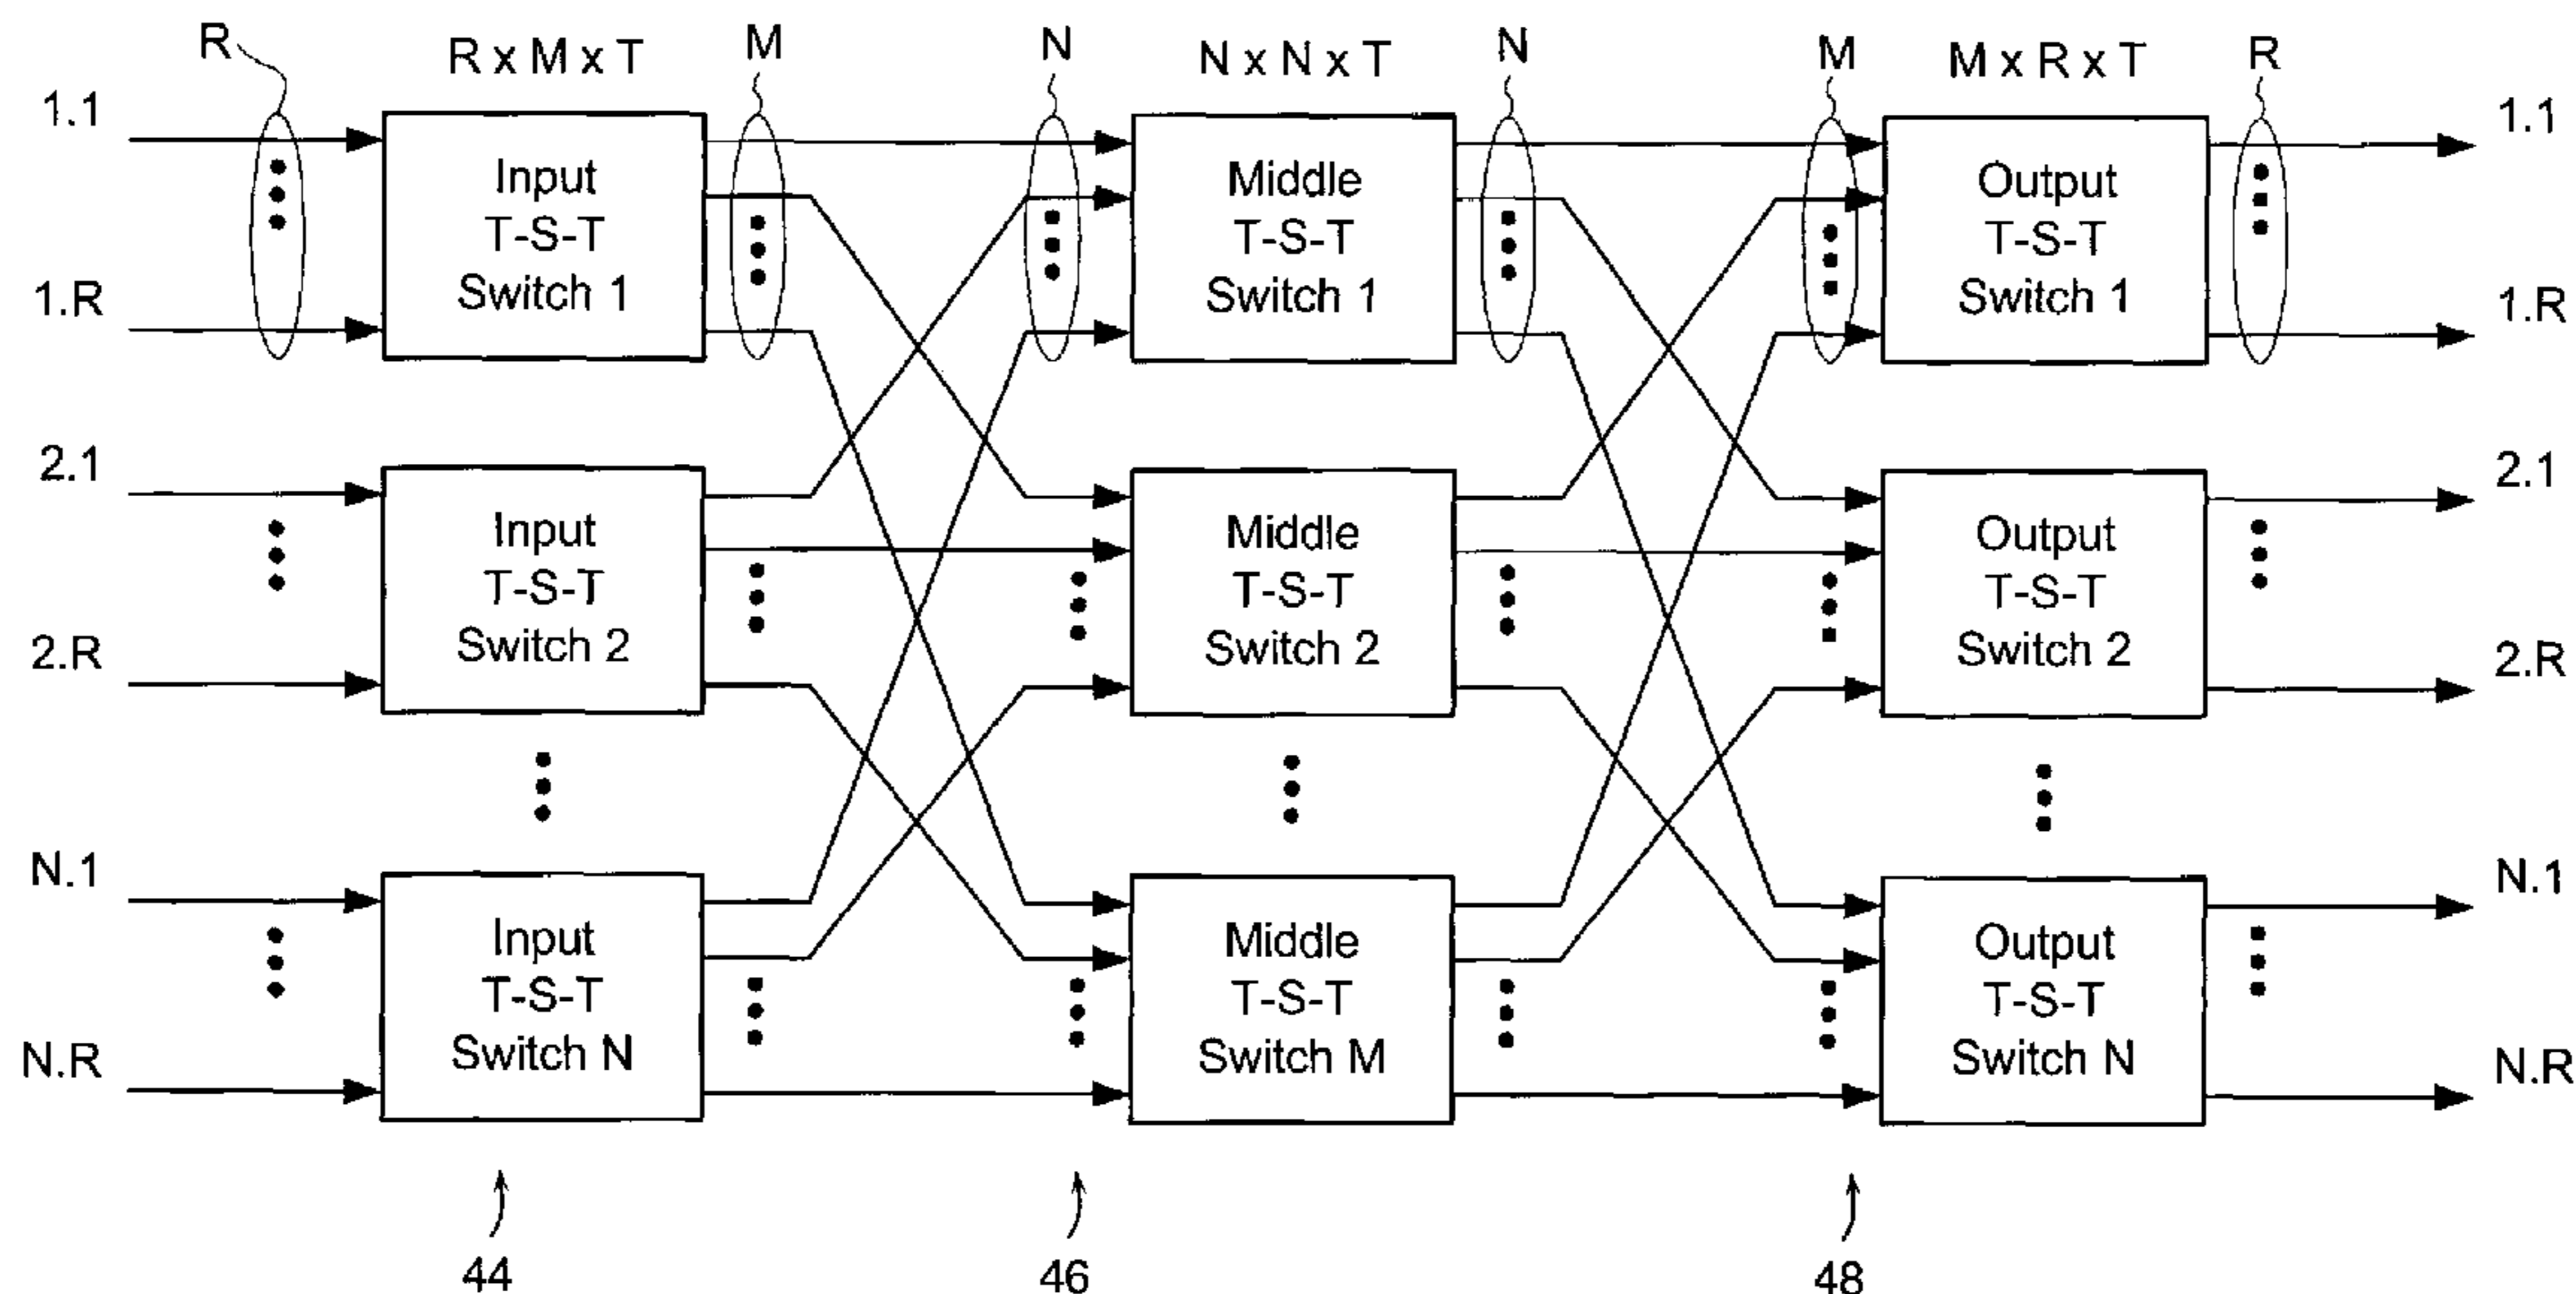 R
R x M x T
M
N
N x N x T
N
M
M x R x T
R
1.1
1.R
Input
T-S-T
Switch 1
Middle
T-S-T
Switch 1
Output
T-S-T
Switch 1
1.1
1.R
2.1
2.R
Input
T-S-T
Switch 2
Middle
T-S-T
Switch 2
Output
T-S-T
Switch 2
2.1
2.R
N.1
N.R
Input
T-S-T
Switch N
Middle
T-S-T
Switch M
Output
T-S-T
Switch N
N.1
N.R
44
46
48